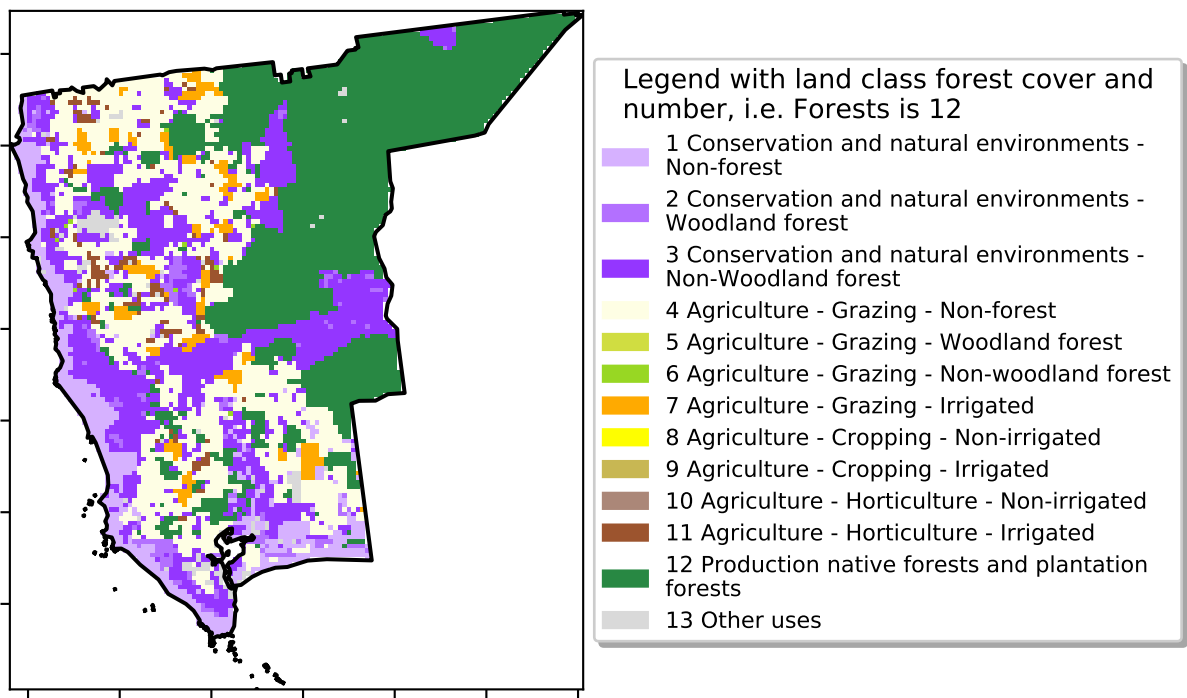 Legend with land class forest cover and
number, i.e. Forests is 12
1 Conservation and natural environments -
Non-forest
2 Conservation and natural environments -
Woodland forest
3 Conservation and natural environments -
Non-Woodland forest
4 Agriculture - Grazing - Non-forest
5 Agriculture - Grazing - Woodland forest
6 Agriculture - Grazing - Non-woodland forest
7 Agriculture - Grazing - Irrigated
8 Agriculture - Cropping - Non-irrigated
9 Agriculture - Cropping - Irrigated
10 Agriculture - Horticulture - Non-irrigated
11 Agriculture - Horticulture - Irrigated
12 Production native forests and plantation
forests
13 Other uses